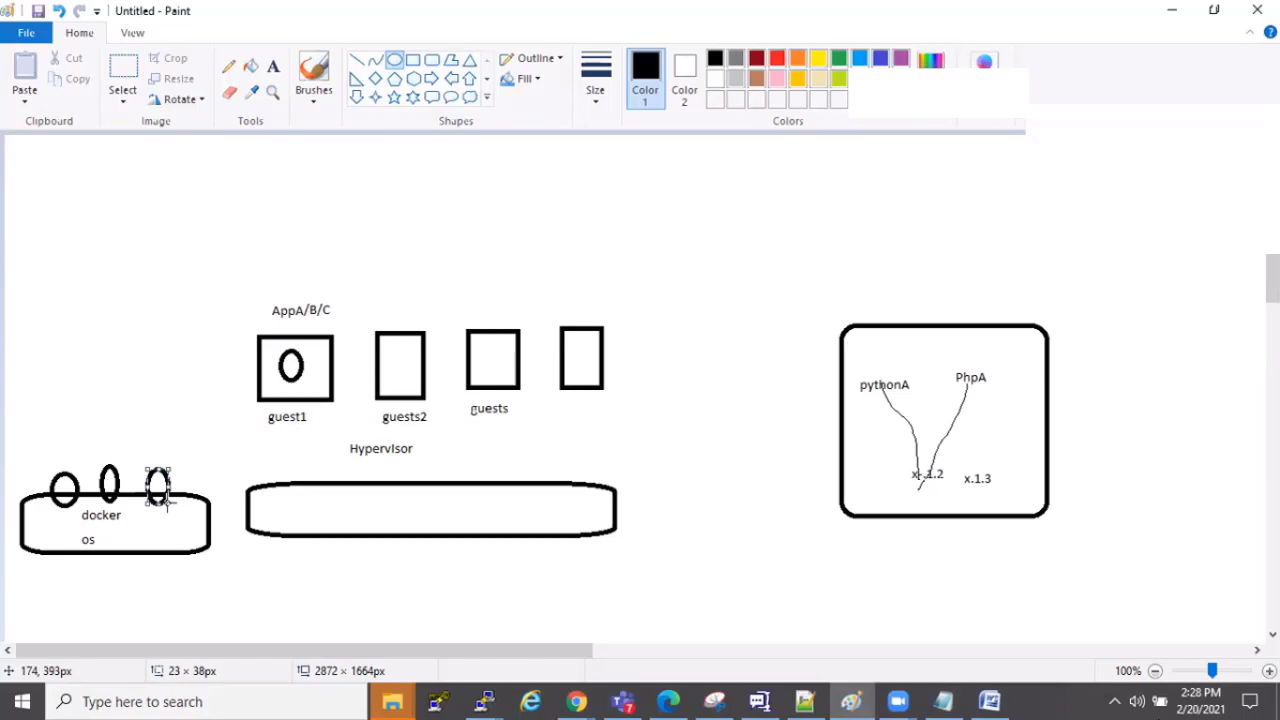 Untitled - Paint
File
Home
View
Paste
Cut
Copy
Clipboard
Select
Crop
Resize
Rotate
Image
A
Tools
Brushes
Shapes
Outline
Fill
Size
Color
1
Color
2
Colors
AppA/B/C
guest1
guests2
guests
HypervIsor
docker
os
pythonA
PhpA
x-.1.2
x.1.3
174, 393px
23 × 38px
2872 × 1664px
100%
Type here to search
2:28 PM
2/20/2021